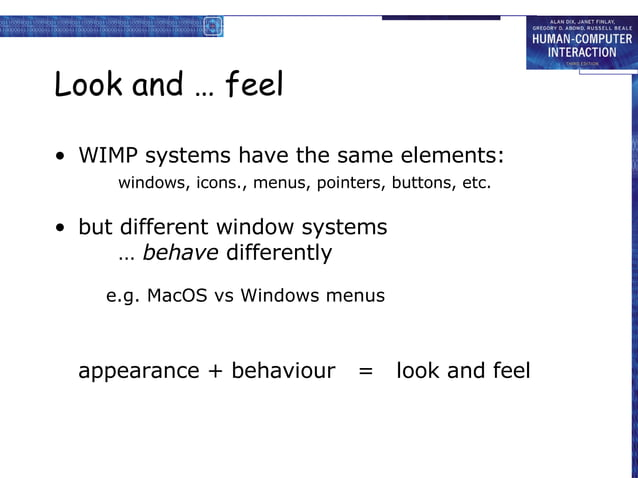 ALAN DIX, JANET FINLAY,
GREGORY D. ABOWD, RUSSELL BEALE
HUMAN-COMPUTER
INTERACTION
THIRD EDITION
Look and … feel
• WIMP systems have the same elements:
windows, icons., menus, pointers, buttons, etc.
• but different window systems
… behave differently
e.g. MacOS vs Windows menus
appearance + behaviour = look and feel